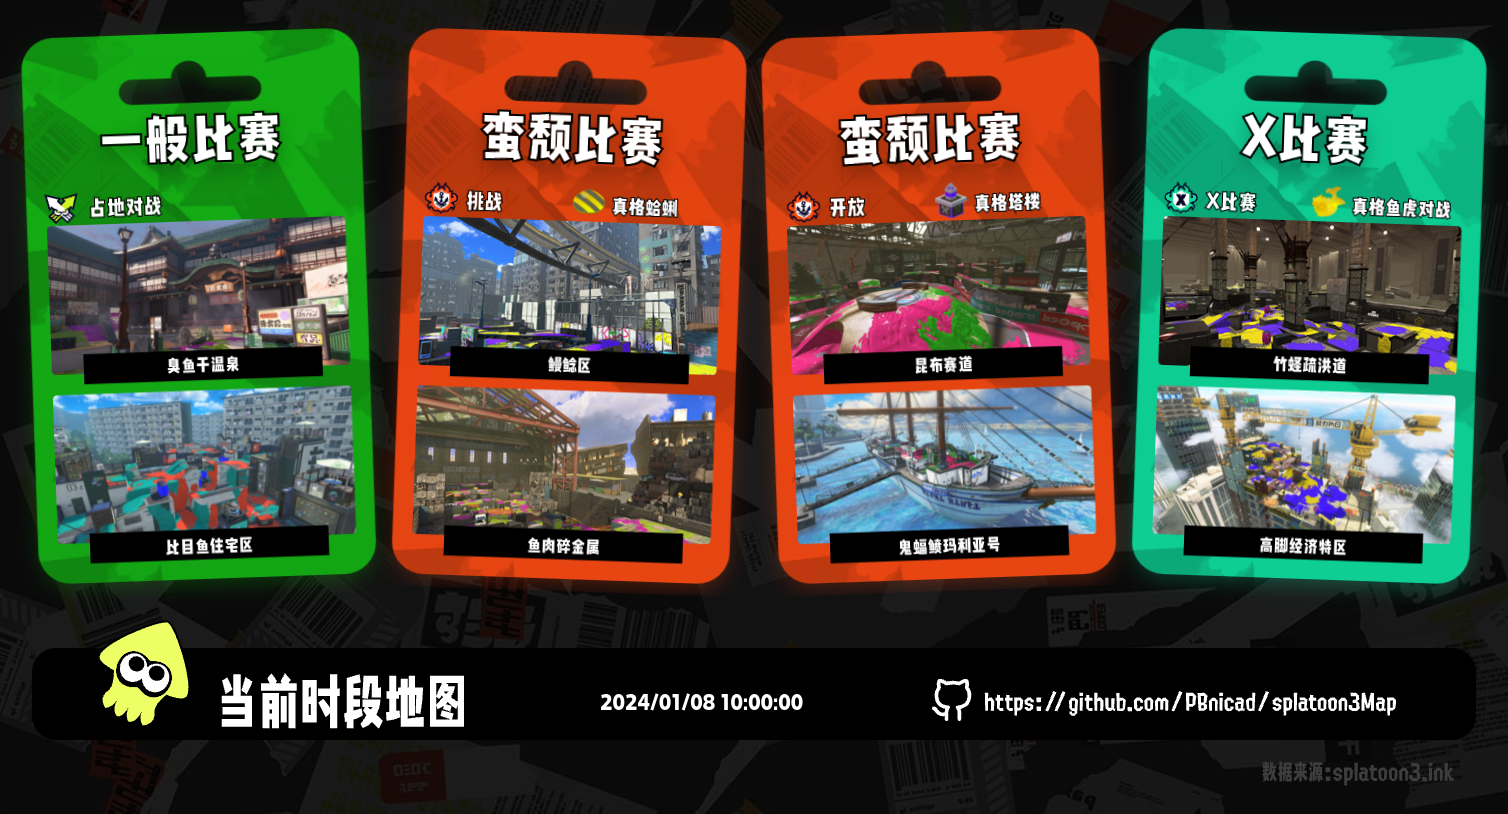 一般比赛
占地对战
臭鱼干温泉
比目鱼住宅区
蛮颓比赛
挑战
真格蛤蜊
鳗鲶区
鱼肉碎金属
蛮颓比赛
开放
真格塔楼
昆布赛道
鬼蝠鲼玛利亚号
X比赛
X比赛
真格鱼虎对战
竹蛏疏洪道
高脚经济特区
当前时段地图
2024/01/08 10:00:00
https://github.com/PBnicad/splatoon3Map
数据来源:splatoon3.ink